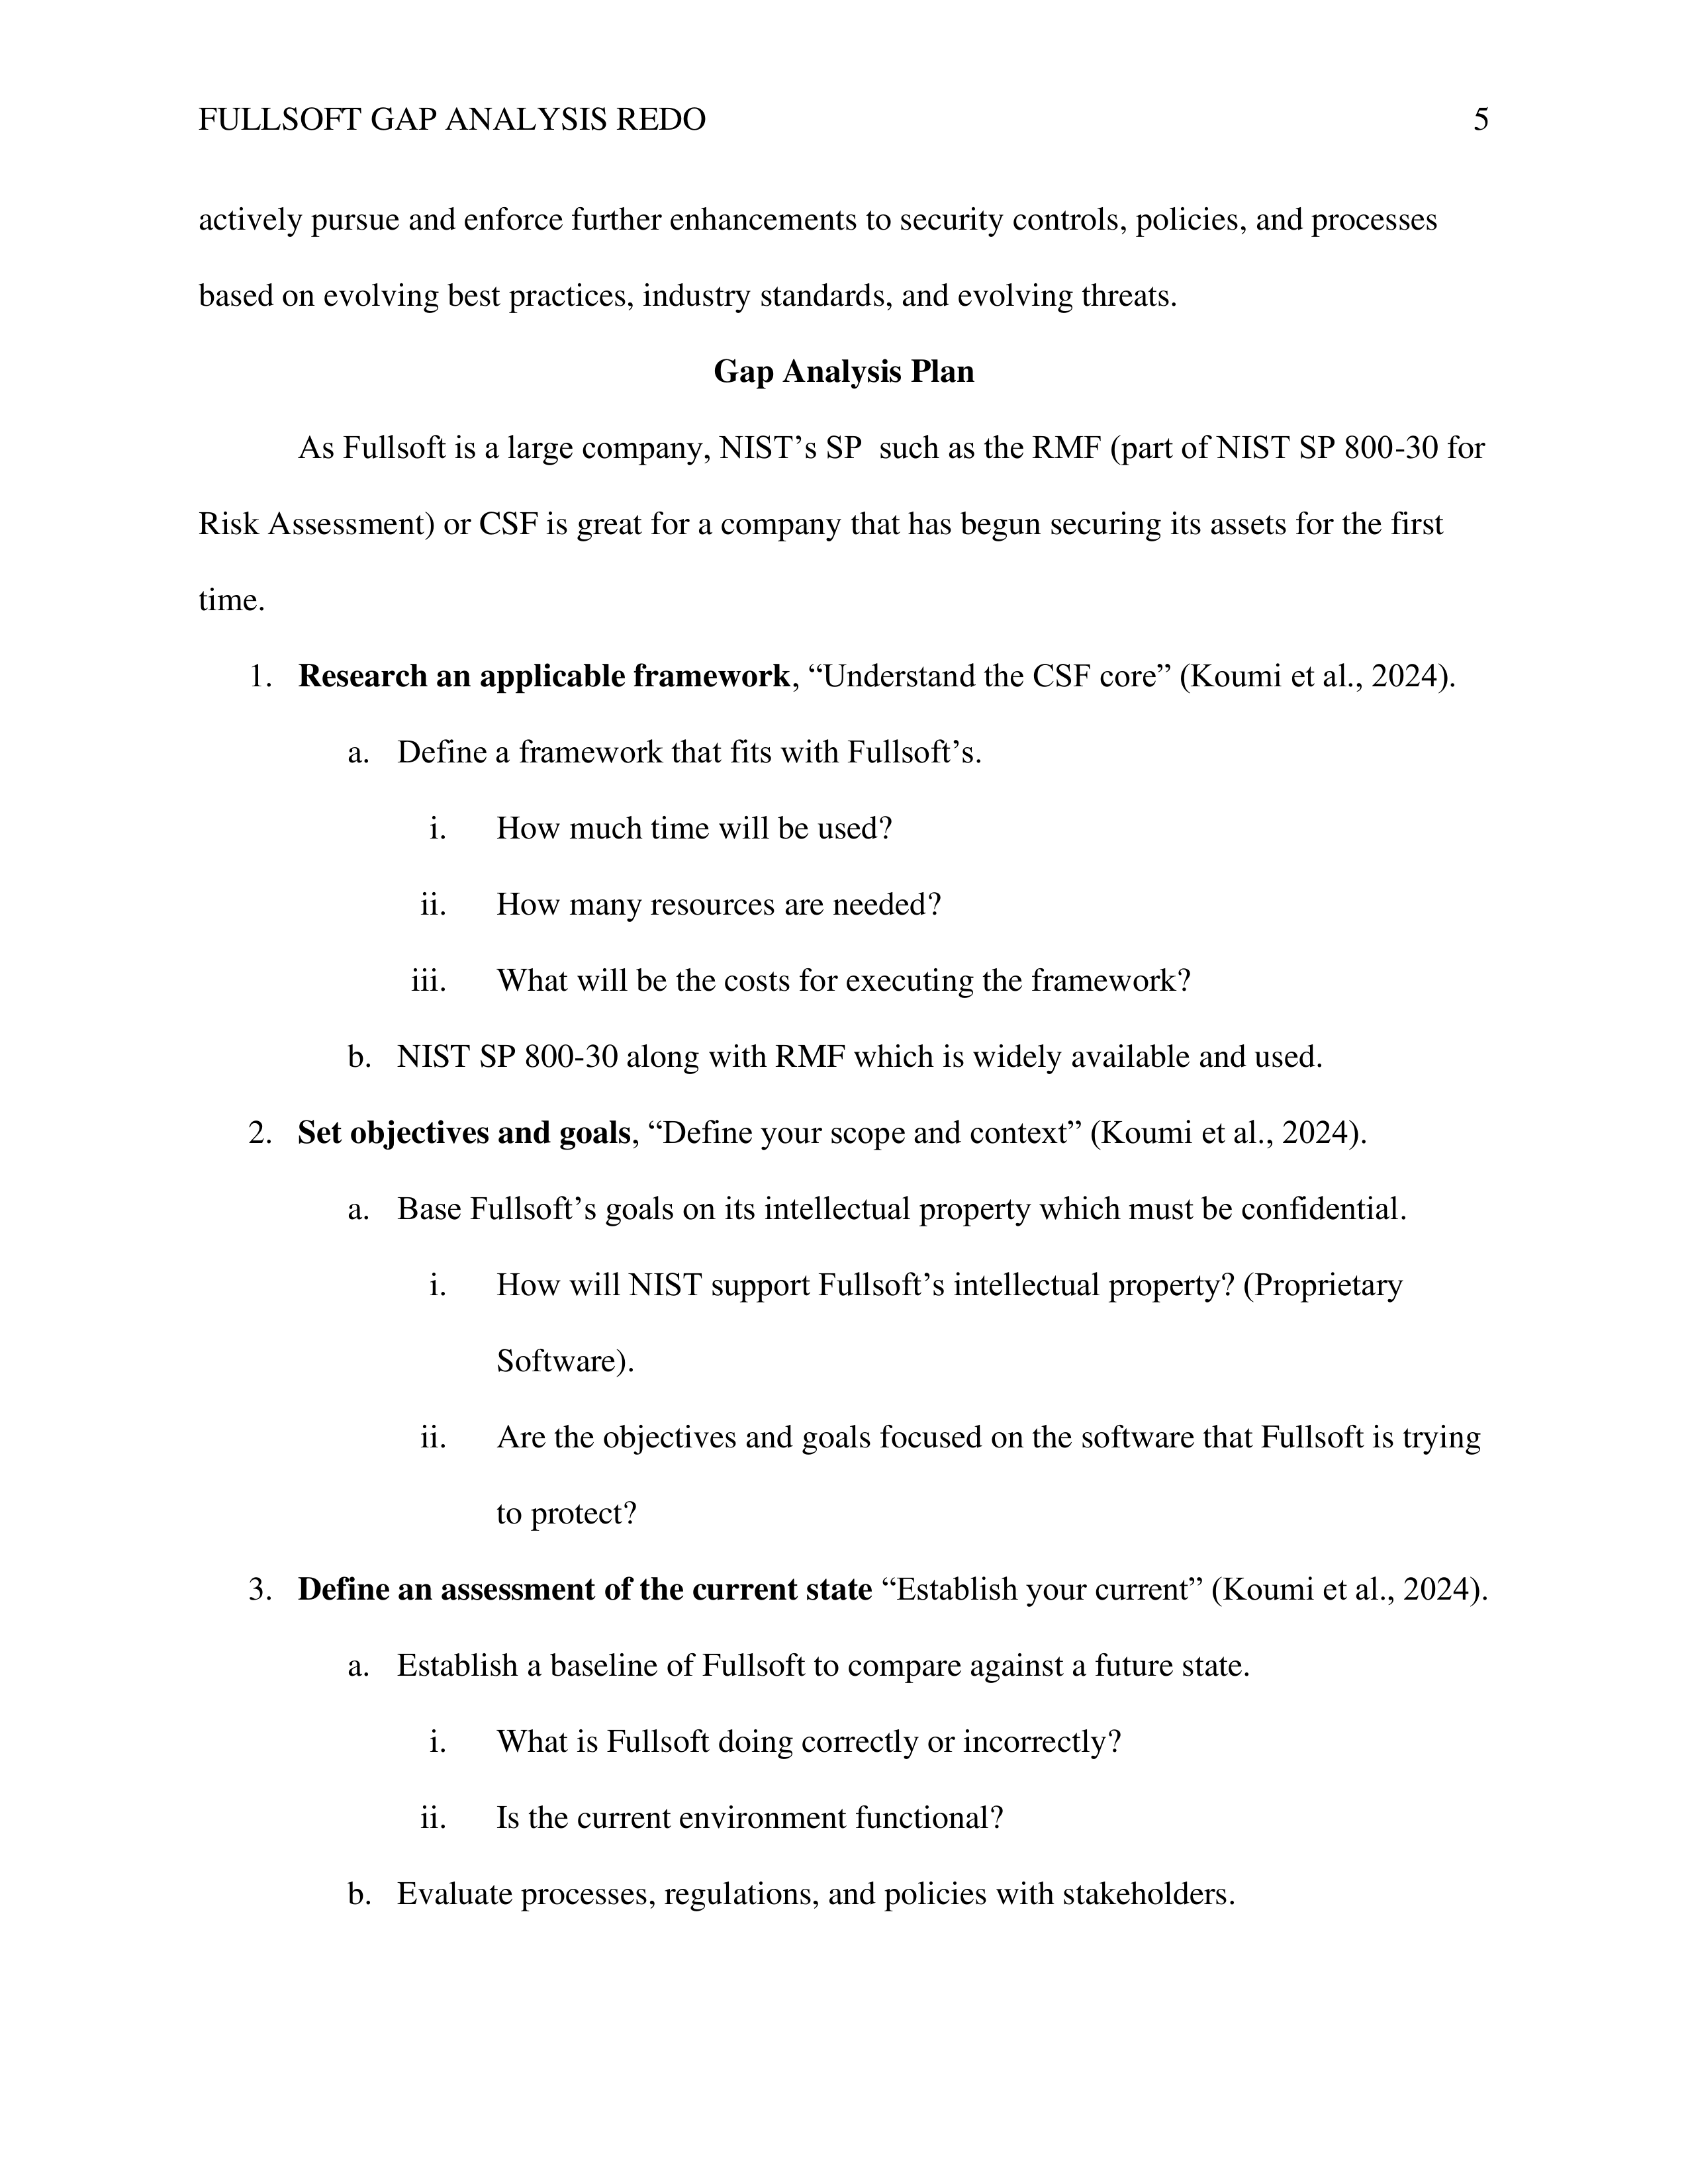 FULLSOFT GAP ANALYSIS REDO 5
actively pursue and enforce further enhancements to security controls, policies, and processes
based on evolving best practices, industry standards, and evolving threats.
Gap Analysis Plan
As Fullsoft is a large company, NIST’s SP  such as the RMF (part of NIST SP 800-30 for
Risk Assessment) or CSF is great for a company that has begun securing its assets for the first
time.
1. Research an applicable framework, “Understand the CSF core” (Koumi et al., 2024).
a. Define a framework that fits with Fullsoft’s.
i. How much time will be used?
ii. How many resources are needed?
iii. What will be the costs for executing the framework?
b. NIST SP 800-30 along with RMF which is widely available and used.
2. Set objectives and goals, “Define your scope and context” (Koumi et al., 2024).
a. Base Fullsoft’s goals on its intellectual property which must be confidential.
i. How will NIST support Fullsoft’s intellectual property? (Proprietary
Software).
ii. Are the objectives and goals focused on the software that Fullsoft is trying
to protect?
3. Define an assessment of the current state “Establish your current” (Koumi et al., 2024).
a. Establish a baseline of Fullsoft to compare against a future state.
i. What is Fullsoft doing correctly or incorrectly?
ii. Is the current environment functional?
b. Evaluate processes, regulations, and policies with stakeholders.